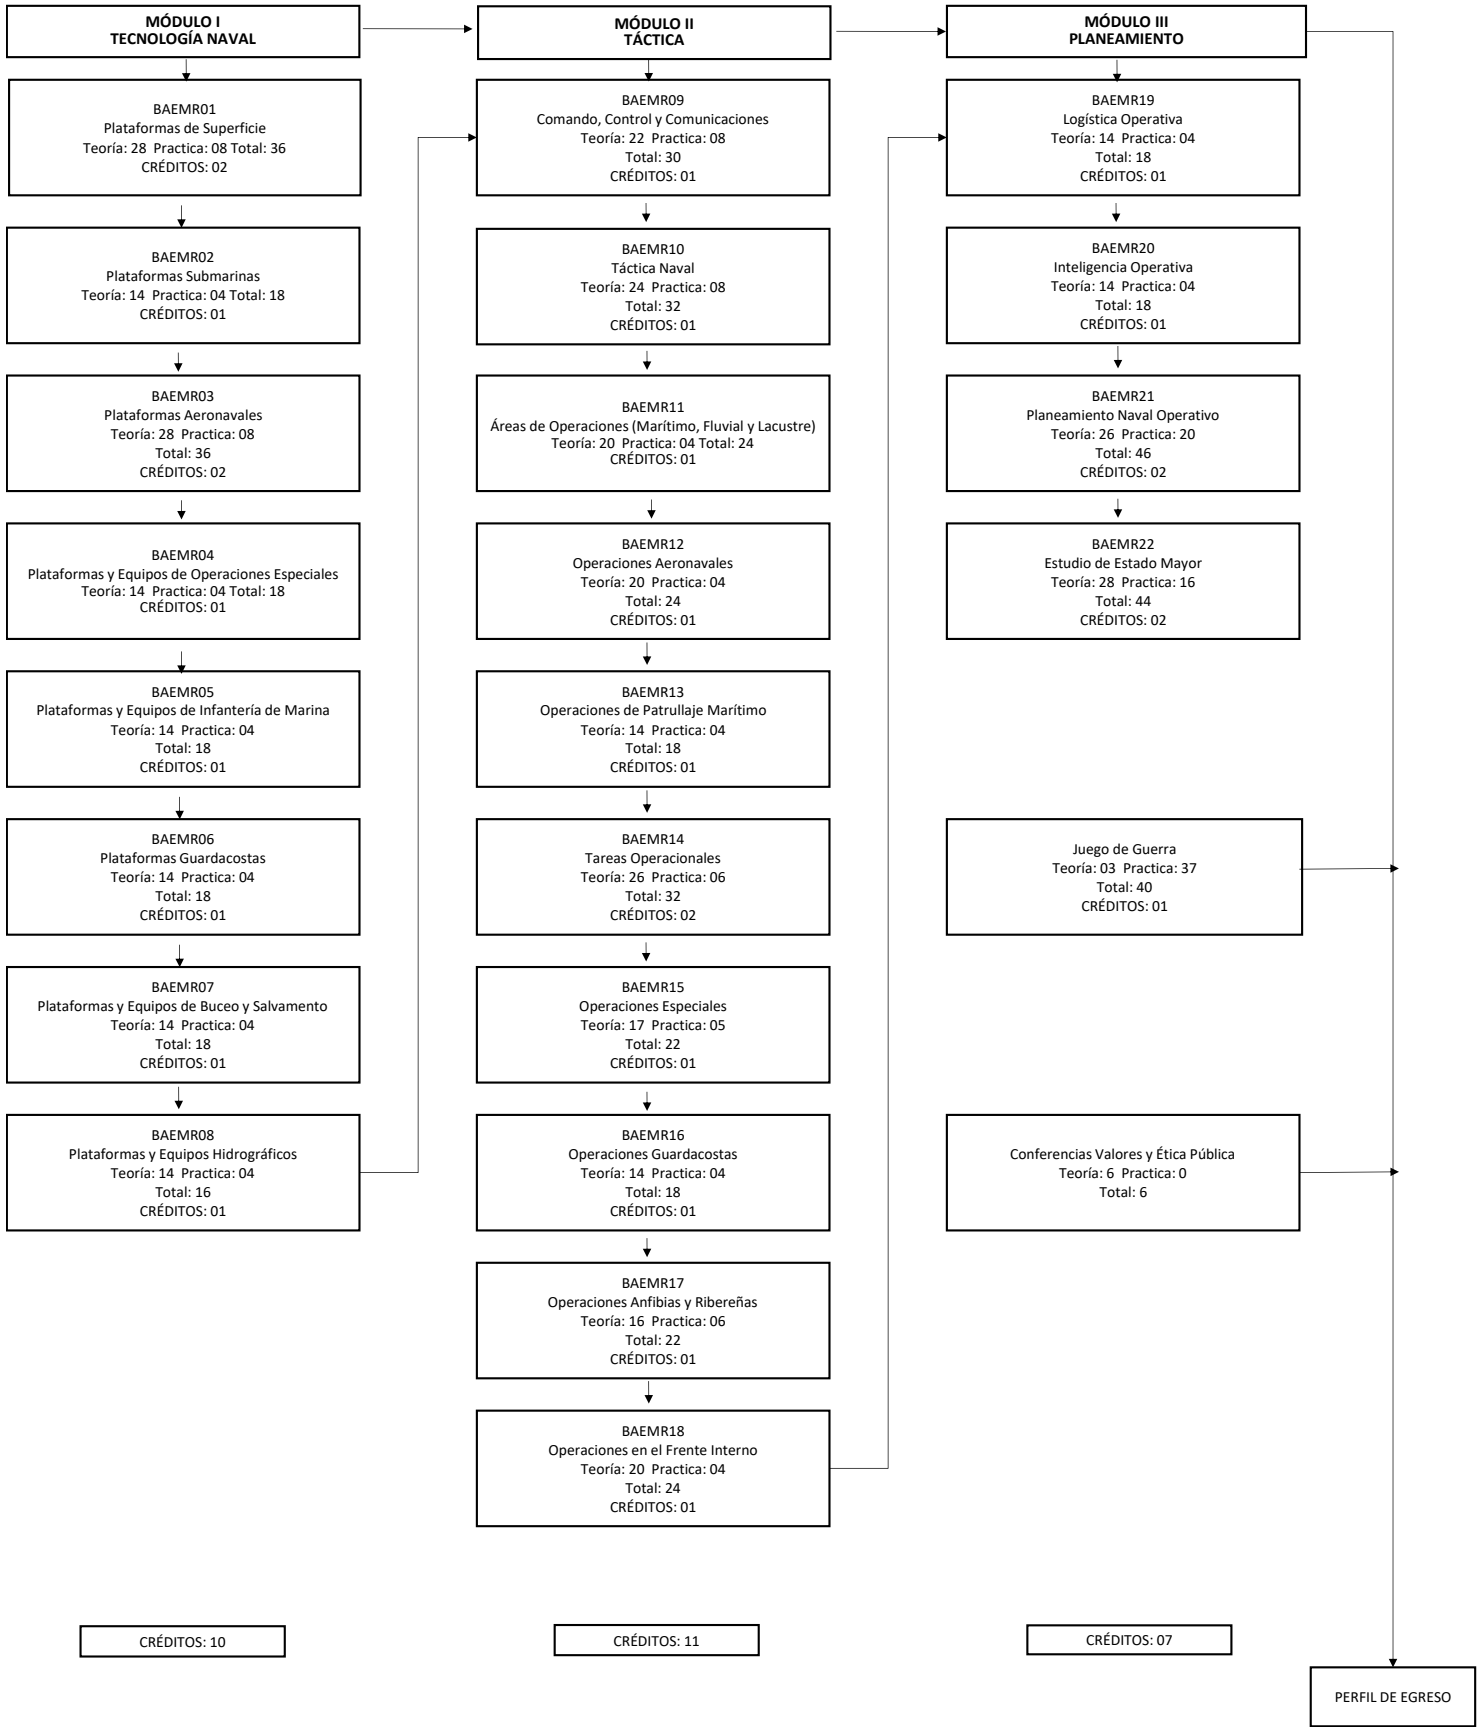 MÓDULO I
TECNOLOGÍA NAVAL
BAEMR01
Plataformas de Superficie
Teoría: 28 Practica: 08 Total: 36
CRÉDITOS: 02
BAEMR02
Plataformas Submarinas
Teoría: 14 Practica: 04 Total: 18
CRÉDITOS: 01
BAEMR03
Plataformas Aeronavales
Teoría: 28 Practica: 08
Total: 36
CRÉDITOS: 02
BAEMR04
Plataformas y Equipos de Operaciones Especiales
Teoría: 14 Practica: 04 Total: 18
CRÉDITOS: 01
BAEMR05
Plataformas y Equipos de Infantería de Marina
Teoría: 14 Practica: 04
Total: 18
CRÉDITOS: 01
BAEMR06
Plataformas Guardacostas
Teoría: 14 Practica: 04
Total: 18
CRÉDITOS: 01
BAEMR07
Plataformas y Equipos de Buceo y Salvamento
Teoría: 14 Practica: 04
Total: 18
CRÉDITOS: 01
BAEMR08
Plataformas y Equipos Hidrográficos
Teoría: 14 Practica: 04
Total: 16
CRÉDITOS: 01
CRÉDITOS: 10
MÓDULO II
TÁCTICA
BAEMR09
Comando, Control y Comunicaciones
Teoría: 22 Practica: 08
Total: 30
CRÉDITOS: 01
BAEMR10
Táctica Naval
Teoría: 24 Practica: 08
Total: 32
CRÉDITOS: 01
BAEMR11
Áreas de Operaciones (Marítimo, Fluvial y Lacustre)
Teoría: 20 Practica: 04 Total: 24
CRÉDITOS: 01
BAEMR12
Operaciones Aeronavales
Teoría: 20 Practica: 04
Total: 24
CRÉDITOS: 01
BAEMR13
Operaciones de Patrullaje Marítimo
Teoría: 14 Practica: 04
Total: 18
CRÉDITOS: 01
BAEMR14
Tareas Operacionales
Teoría: 26 Practica: 06
Total: 32
CRÉDITOS: 02
BAEMR15
Operaciones Especiales
Teoría: 17 Practica: 05
Total: 22
CRÉDITOS: 01
BAEMR16
Operaciones Guardacostas
Teoría: 14 Practica: 04
Total: 18
CRÉDITOS: 01
BAEMR17
Operaciones Anfibias y Ribereñas
Teoría: 16 Practica: 06
Total: 22
CRÉDITOS: 01
BAEMR18
Operaciones en el Frente Interno
Teoría: 20 Practica: 04
Total: 24
CRÉDITOS: 01
CRÉDITOS: 11
MÓDULO III
PLANEAMIENTO
BAEMR19
Logística Operativa
Teoría: 14 Practica: 04
Total: 18
CRÉDITOS: 01
BAEMR20
Inteligencia Operativa
Teoría: 14 Practica: 04
Total: 18
CRÉDITOS: 01
BAEMR21
Planeamiento Naval Operativo
Teoría: 26 Practica: 20
Total: 46
CRÉDITOS: 02
BAEMR22
Estudio de Estado Mayor
Teoría: 28 Practica: 16
Total: 44
CRÉDITOS: 02
Juego de Guerra
Teoría: 03 Practica: 37
Total: 40
CRÉDITOS: 01
Conferencias Valores y Ética Pública
Teoría: 6 Practica: 0
Total: 6
CRÉDITOS: 07
PERFIL DE EGRESO